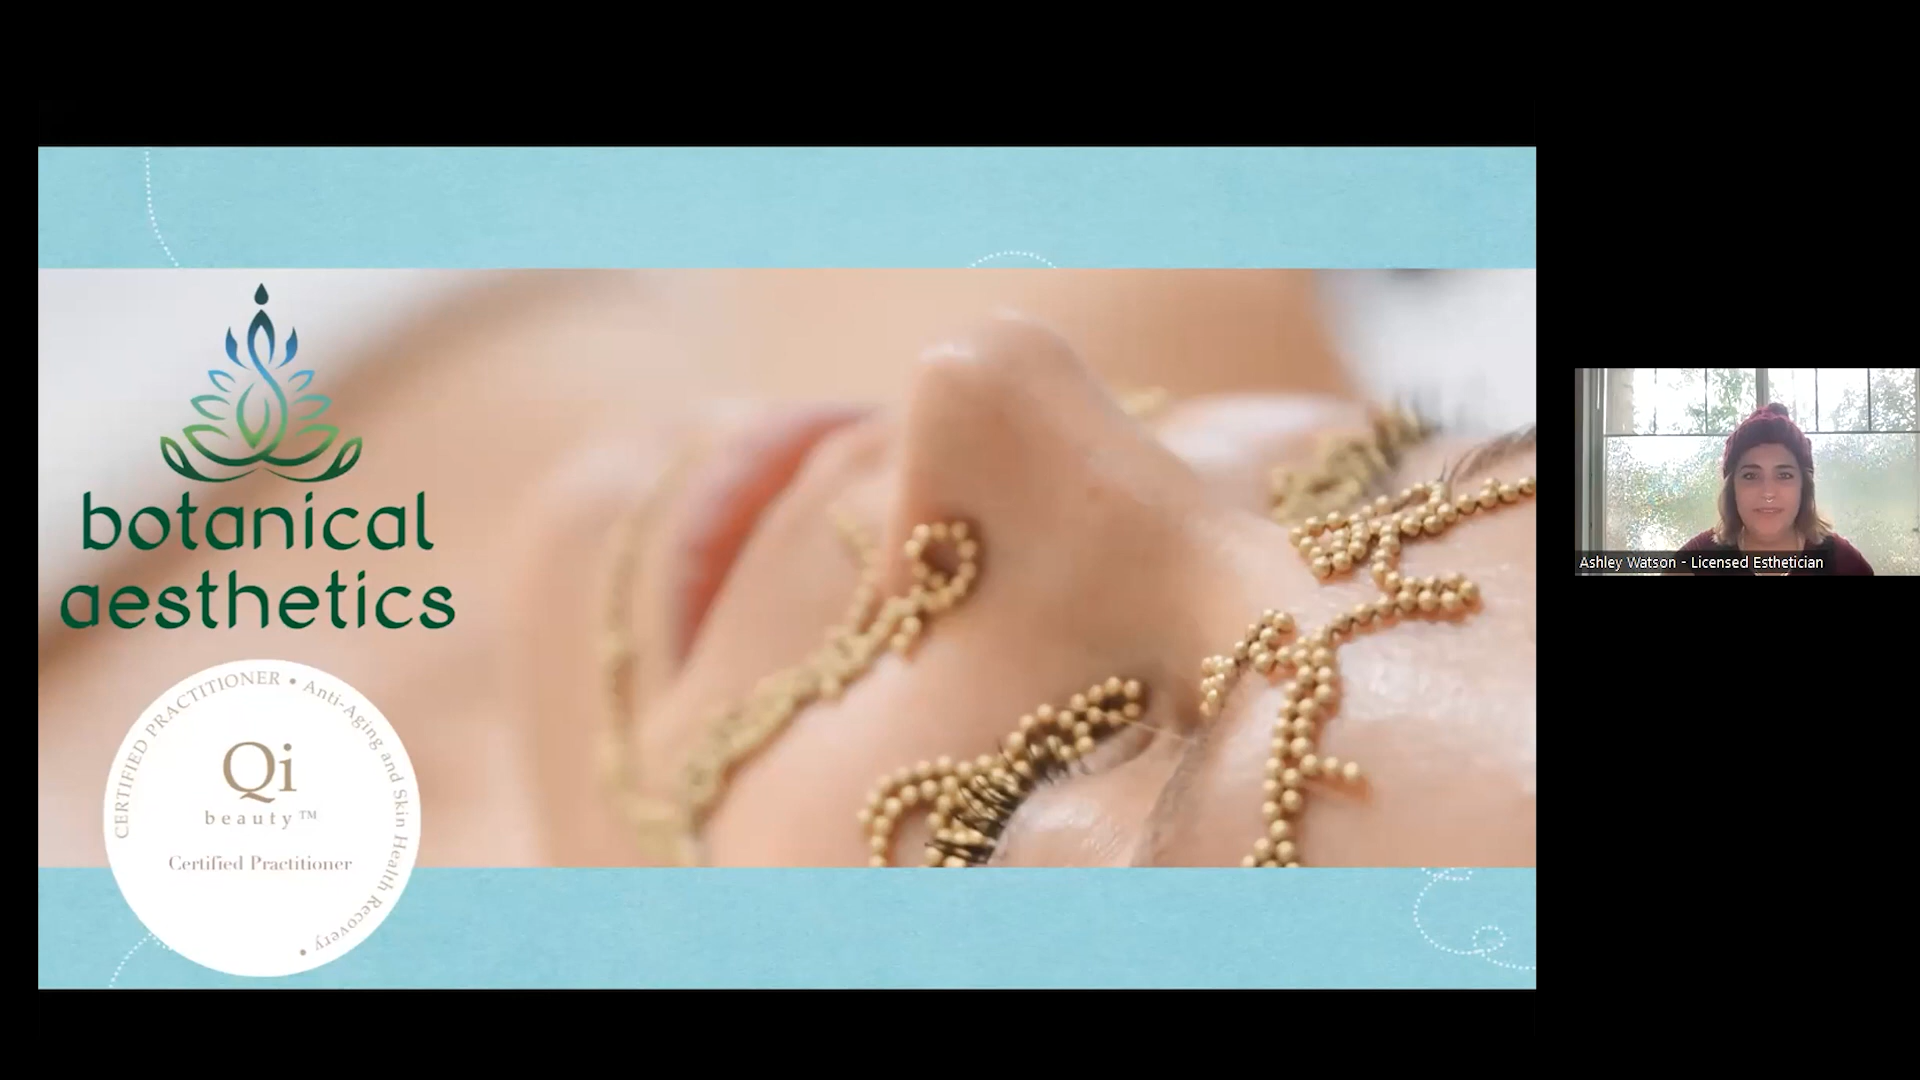 botanical
aesthetics
CERTIFIED PRACTITIONER • Anti-Aging and Skin Health Recovery •
Qi
beauty™
Certified Practitioner
Ashley Watson - Licensed Esthetician